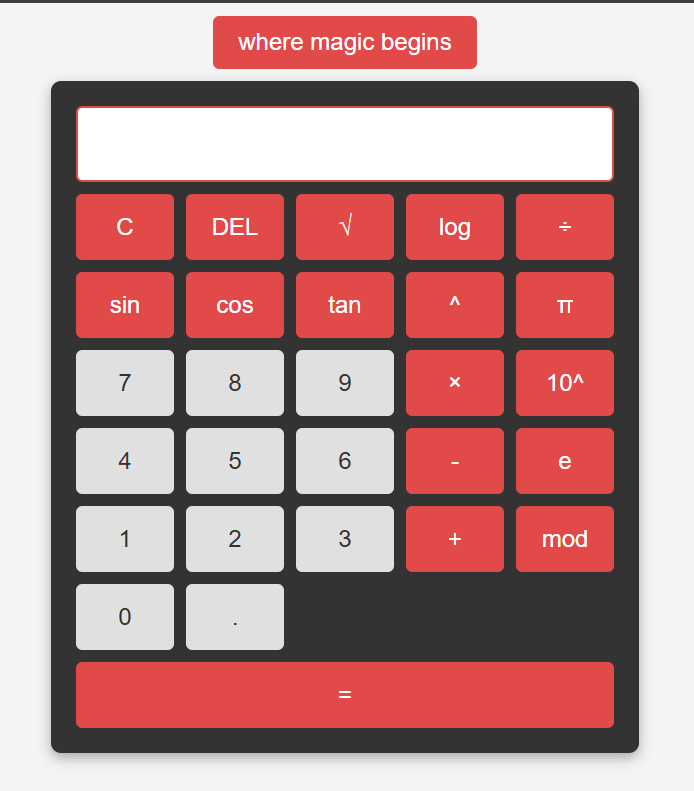 where magic begins
C DEL √ log ÷
sin cos tan ^ π
7 8 9 × 10^
4 5 6 - e
1 2 3 + mod
0 .
=